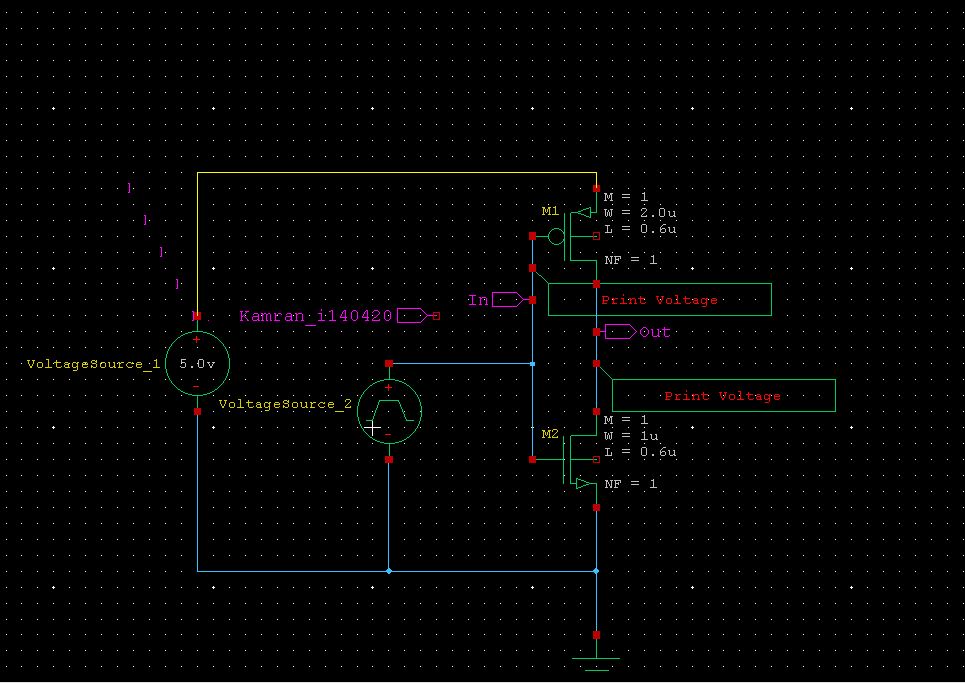 M = 1
M1
W = 2.0u
L = 0.6u
NF = 1
In
Print Voltage
Kamran_i140420
Out
VoltageSource_1
5.0v
VoltageSource_2
Print Voltage
M = 1
M2
W = 1u
L = 0.6u
NF = 1